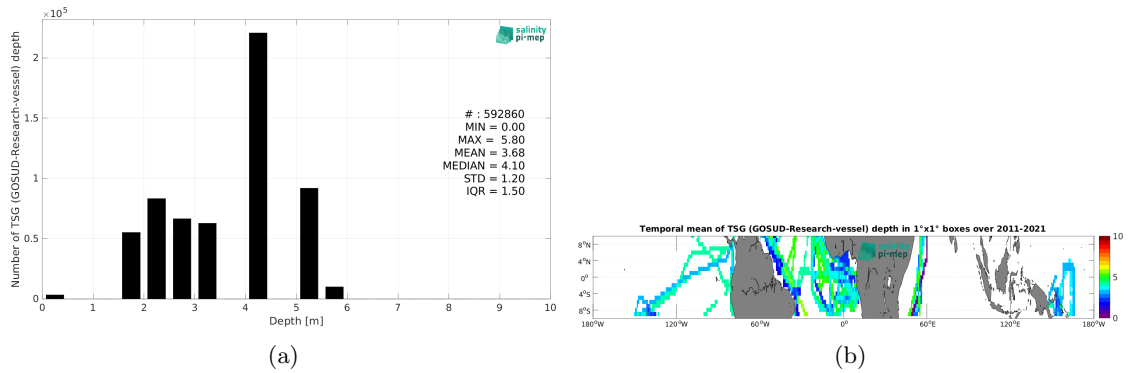 ×10⁵
salinity
pi-mep
2
1.5
1
0.5
0
Number of TSG (GOSUD-Research-vessel) depth
# : 592860
MIN = 0.00
MAX = 5.80
MEAN = 3.68
MEDIAN = 4.10
STD = 1.20
IQR = 1.50
0 1 2 3 4 5 6 7 8 9 10
Depth [m]
(a)
Temporal mean of TSG (GOSUD-Research-vessel) depth in 1°x1° boxes over 2011-2021
salinity
pi-mep
8°N
4°N
0°
4°S
8°S
180°W 120°W 60°W 0° 60°E 120°E 180°W
10
5
0
(b)